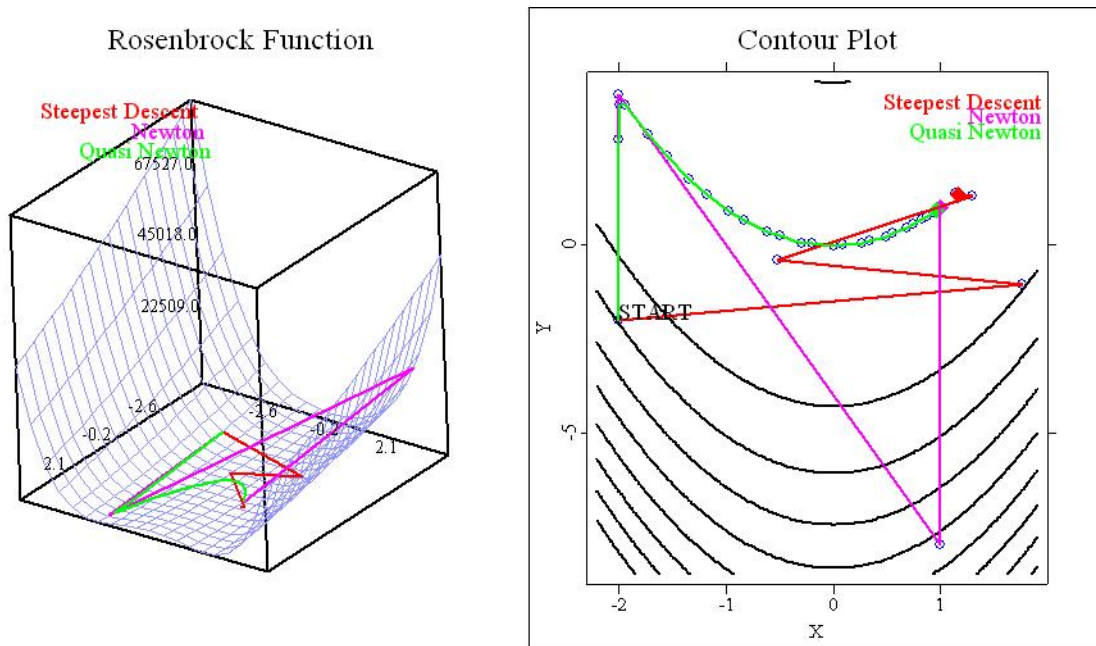 Rosenbrock Function
Steepest Descent
Newton
Quasi Newton
67527.0
45018.0
22509.0
-2.6
-0.2
2.1
-2.6
-0.2
2.1
Contour Plot
Steepest Descent
Newton
Quasi Newton
0
START
Y
-5
-2
-1
0
1
X